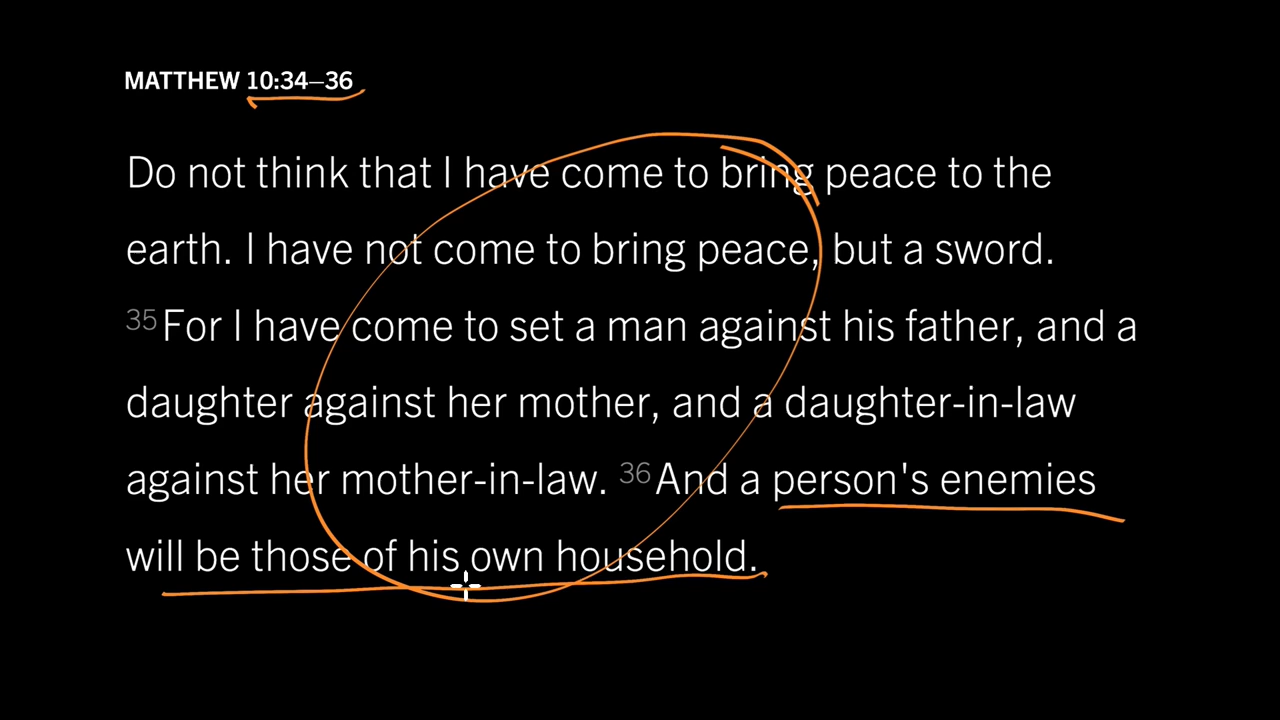 MATTHEW 10:34–36
Do not think that I have come to bring peace to the
earth. I have not come to bring peace, but a sword.
35 For I have come to set a man against his father, and a
daughter against her mother, and a daughter-in-law
against her mother-in-law. 36 And a person's enemies
will be those of his own household.